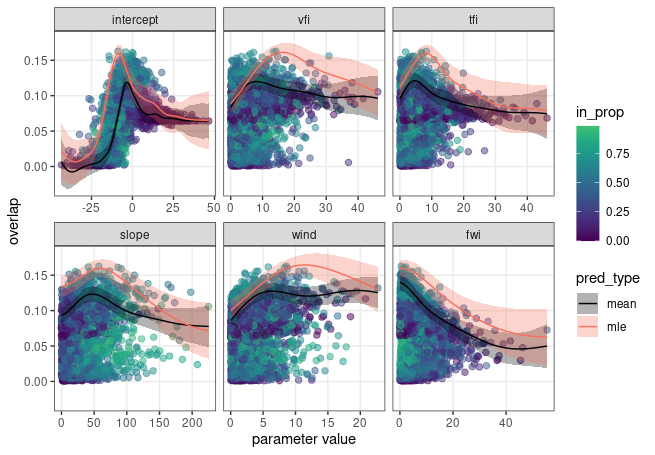 intercept vfi tfi
0.15
0.10
0.05
0.00
-25 0 25 50 0 10 20 30 40 0 10 20 30 40
slope wind fwi
0.15
0.10
0.05
0.00
0 50 100 150 200 0 5 10 15 20 0 20 40
overlap
parameter value
in_prop
0.75
0.50
0.25
0.00
pred_type
mean
mle